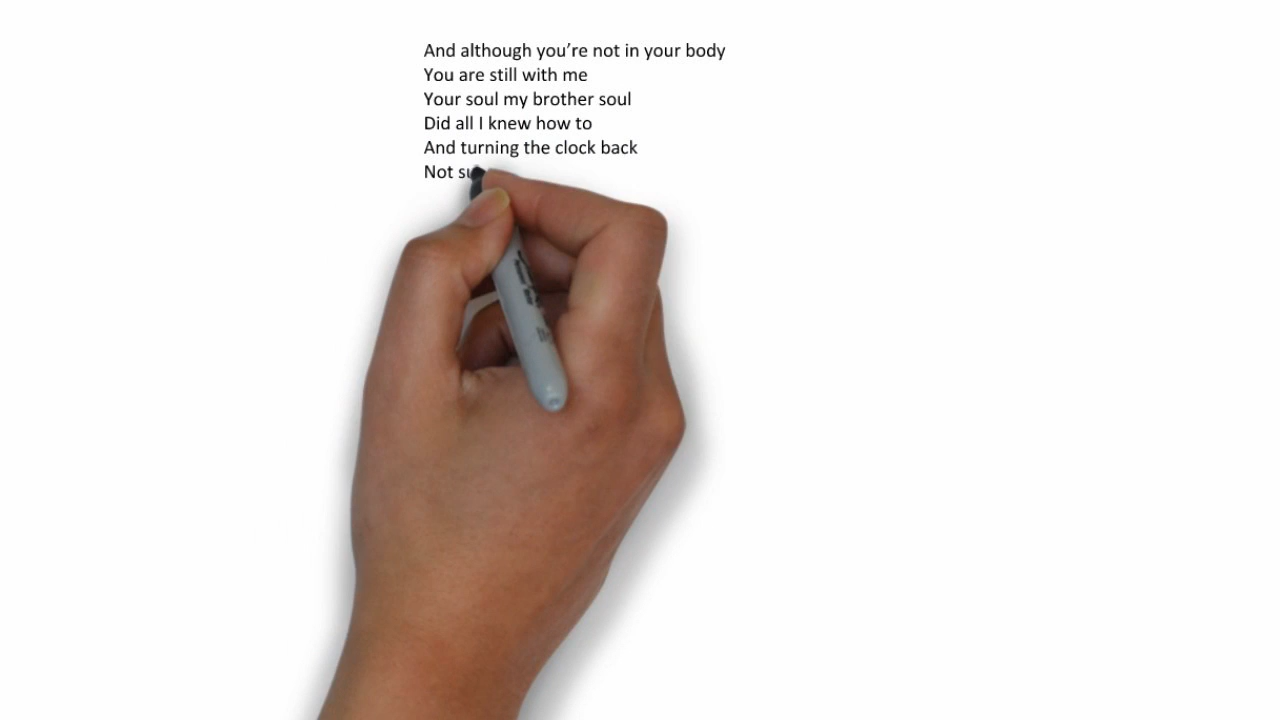 And although you're not in your body
You are still with me
Your soul my brother soul
Did all I knew how to
And turning the clock back
Not